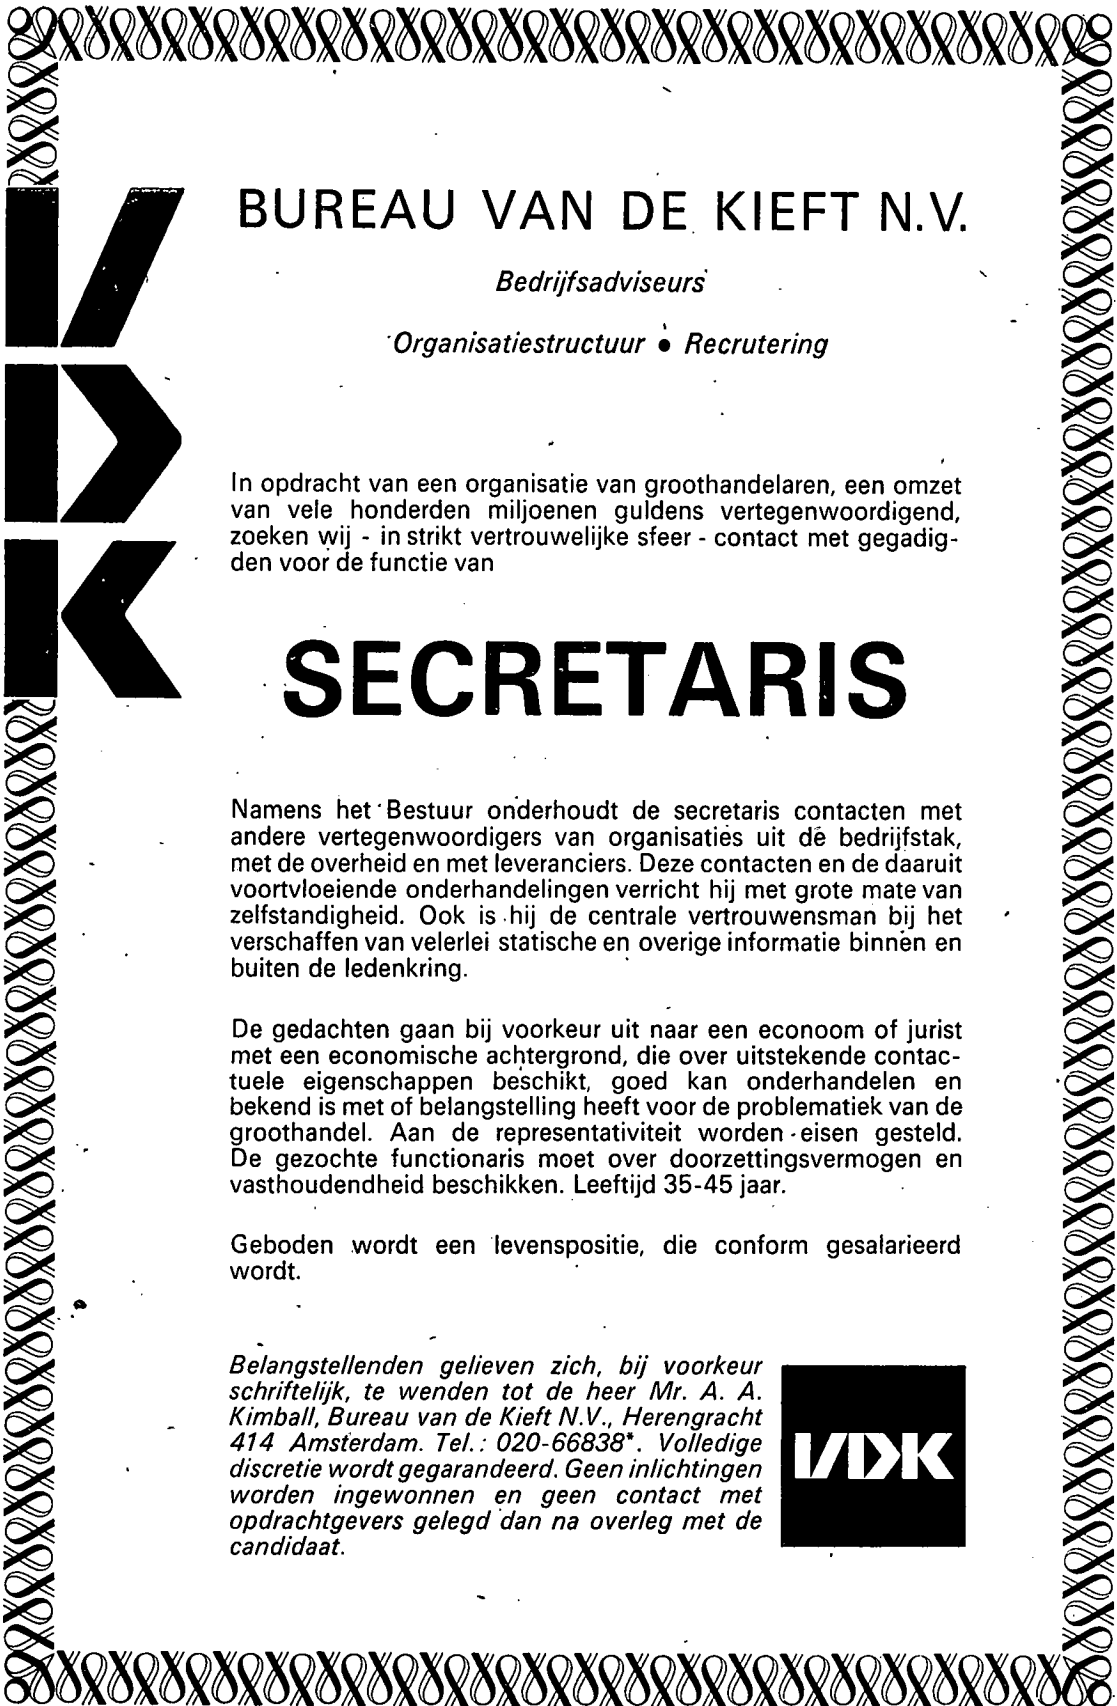 VDK
BUREAU VAN DE KIEFT N.V.
Bedrijfsadviseurs
Organisatiestructuur • Recrutering
In opdracht van een organisatie van groothandelaren, een omzet
van vele honderden miljoenen guldens vertegenwoordigend,
zoeken wij - in strikt vertrouwelijke sfeer - contact met gegadig-
den voor de functie van
SECRETARIS
Namens het Bestuur onderhoudt de secretaris contacten met
andere vertegenwoordigers van organisaties uit de bedrijfstak,
met de overheid en met leveranciers. Deze contacten en de daaruit
voortvloeiende onderhandelingen verricht hij met grote mate van
zelfstandigheid. Ook is hij de centrale vertrouwensman bij het
verschaffen van velerlei statische en overige informatie binnen en
buiten de ledenkring.
De gedachten gaan bij voorkeur uit naar een econoom of jurist
met een economische achtergrond, die over uitstekende contac-
tuele eigenschappen beschikt, goed kan onderhandelen en
bekend is met of belangstelling heeft voor de problematiek van de
groothandel. Aan de representativiteit worden eisen gesteld.
De gezochte functionaris moet over doorzettingsvermogen en
vasthoudendheid beschikken. Leeftijd 35-45 jaar.
Geboden wordt een levenspositie, die conform gesalarieerd
wordt.
Belangstellenden gelieven zich, bij voorkeur
schriftelijk, te wenden tot de heer Mr. A. A.
Kimball, Bureau van de Kieft N.V., Herengracht
414 Amsterdam. Tel.: 020-66838*. Volledige
discretie wordt gegarandeerd. Geen inlichtingen
worden ingewonnen en geen contact met
opdrachtgevers gelegd dan na overleg met de
candidaat.
VDK